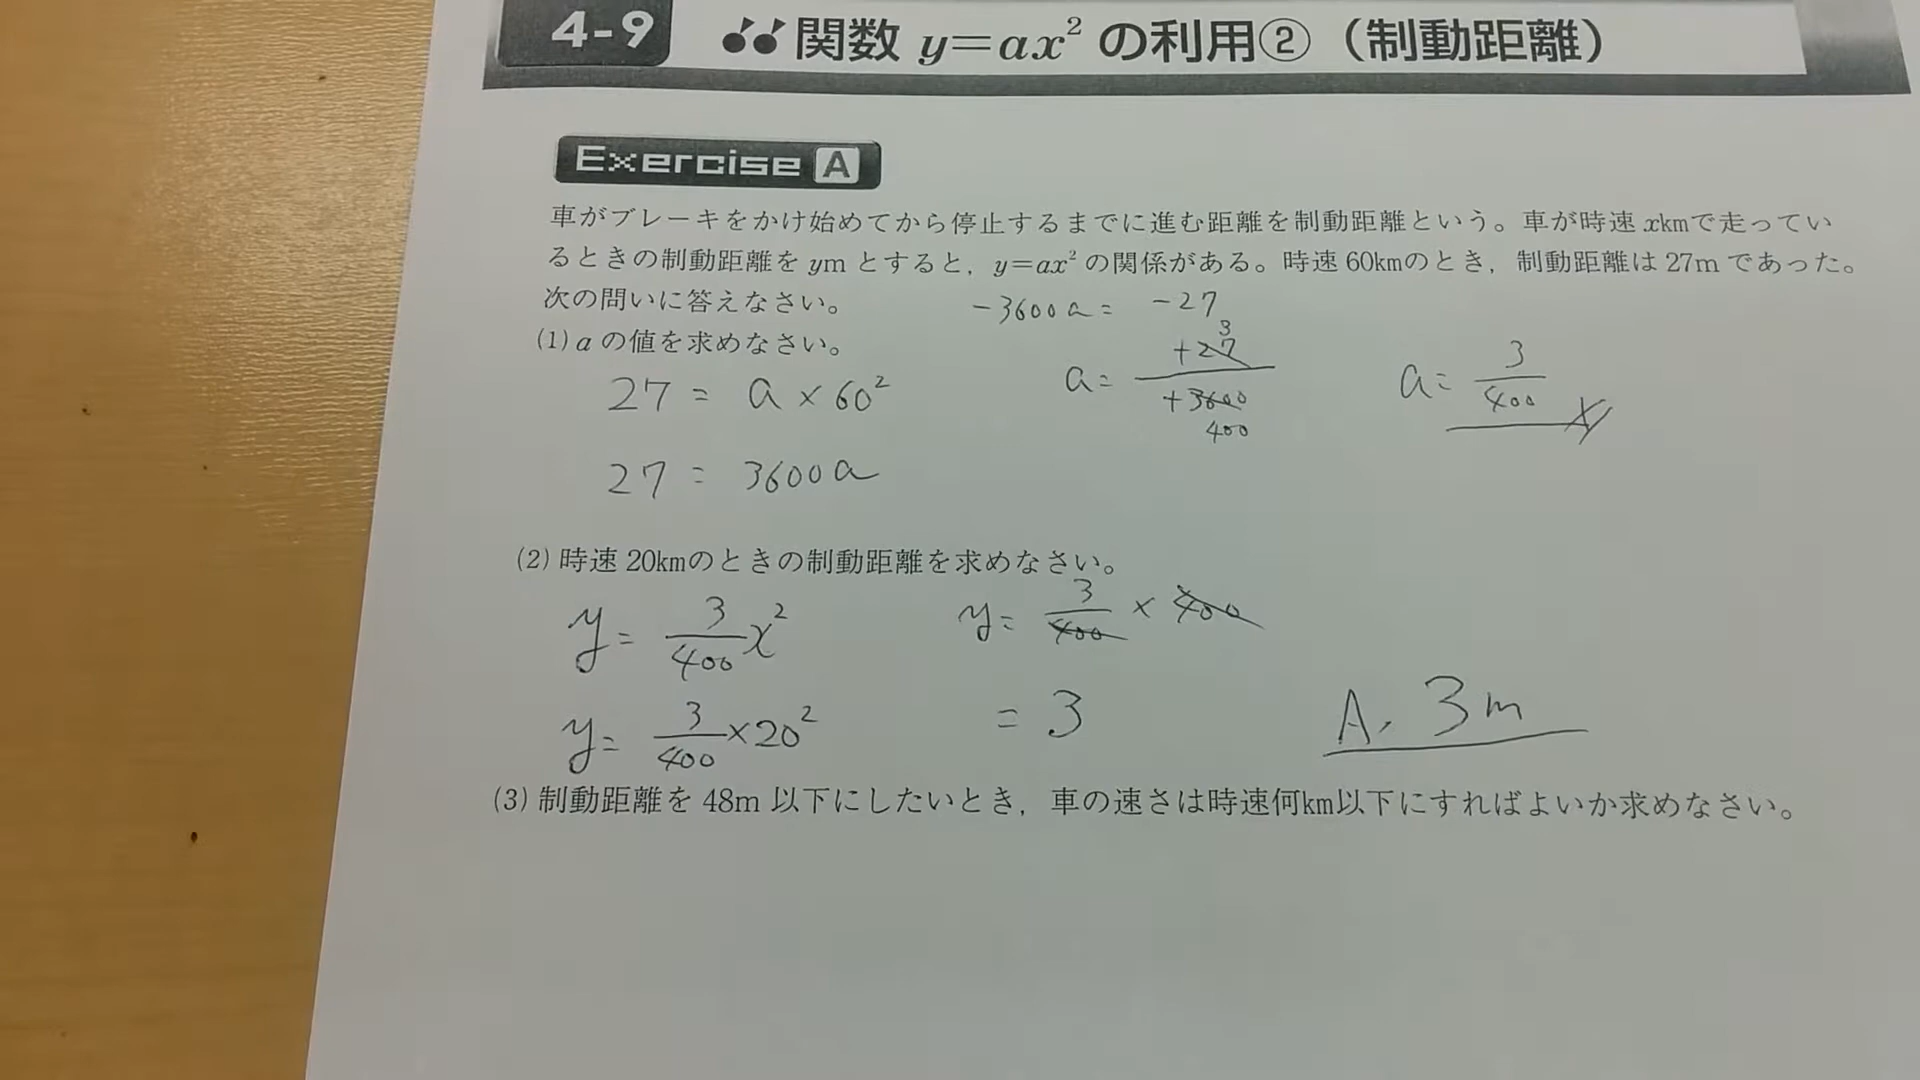 4-9 関数 y=ax² の利用②（制動距離）
Exercise A
車がブレーキをかけ始めてから停止するまでに進む距離を制動距離という。車が時速 xkmで走ってい
るときの制動距離を ym とすると，y=ax² の関係がある。時速 60kmのとき，制動距離は 27m であった。
次の問いに答えなさい。
-3600a = -27
(1) a の値を求めなさい。
27 = a × 60²
a = +27/+3600
3
400
a = 3/400
27 = 3600a
(2) 時速 20kmのときの制動距離を求めなさい。
y = 3/400 x²
y = 3/400 × 400
y = 3/400 × 20²
= 3
A. 3m
(3) 制動距離を 48m 以下にしたいとき，車の速さは時速何km以下にすればよいか求めなさい。